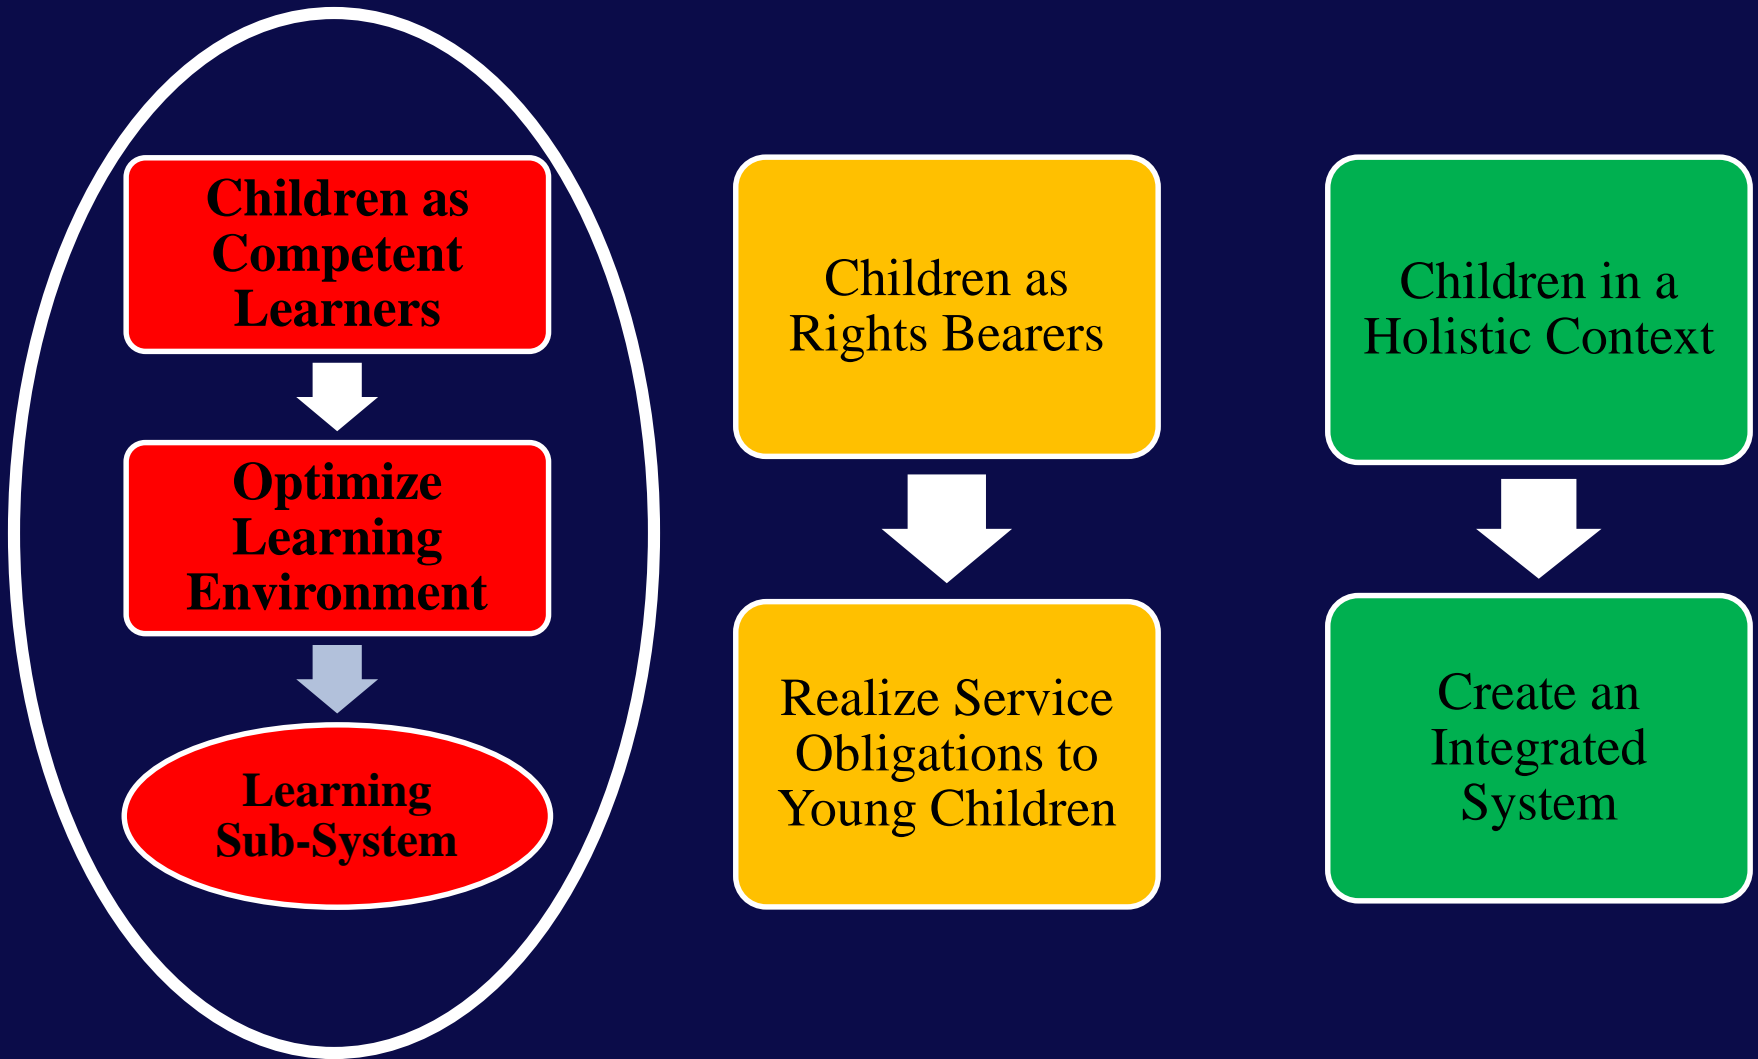 Children as
Competent
Learners
Optimize
Learning
Environment
Learning
Sub-System
Children as
Rights Bearers
Realize Service
Obligations to
Young Children
Children in a
Holistic Context
Create an
Integrated
System